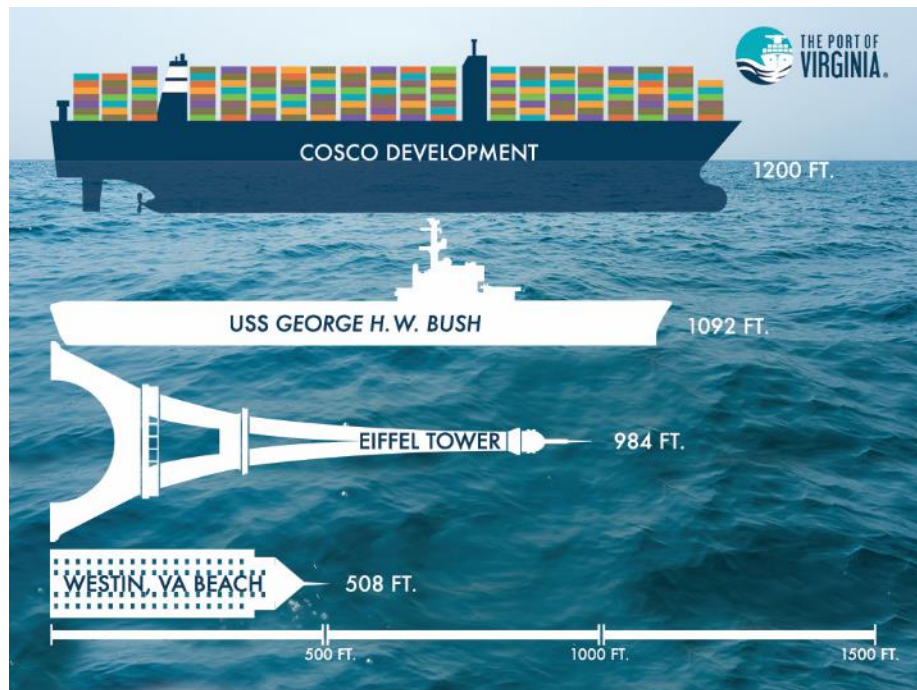 THE PORT OF
VIRGINIA®
COSCO DEVELOPMENT
1200 FT.
USS GEORGE H.W. BUSH
1092 FT.
EIFFEL TOWER
984 FT.
WESTIN, VA BEACH
508 FT.
500 FT.
1000 FT.
1500 FT.